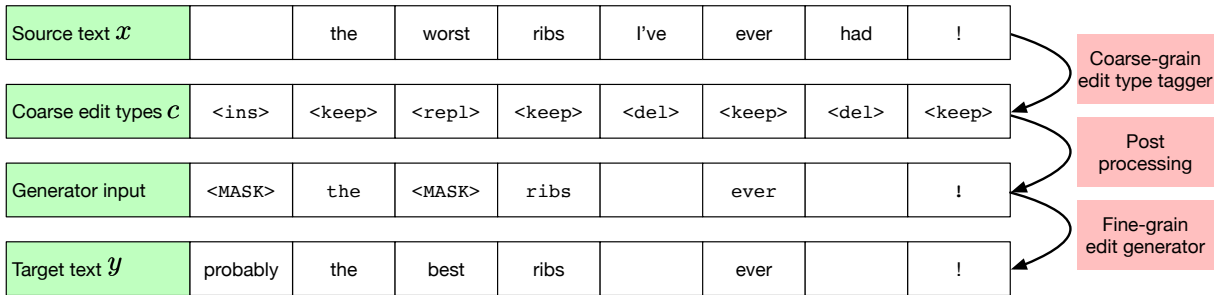 Source text x the worst ribs I've ever had !
Coarse-grain
edit type tagger
Coarse edit types c <ins> <keep> <repl> <keep> <del> <keep> <del> <keep>
Post
processing
Generator input <MASK> the <MASK> ribs ever !
Fine-grain
edit generator
Target text y probably the best ribs ever !